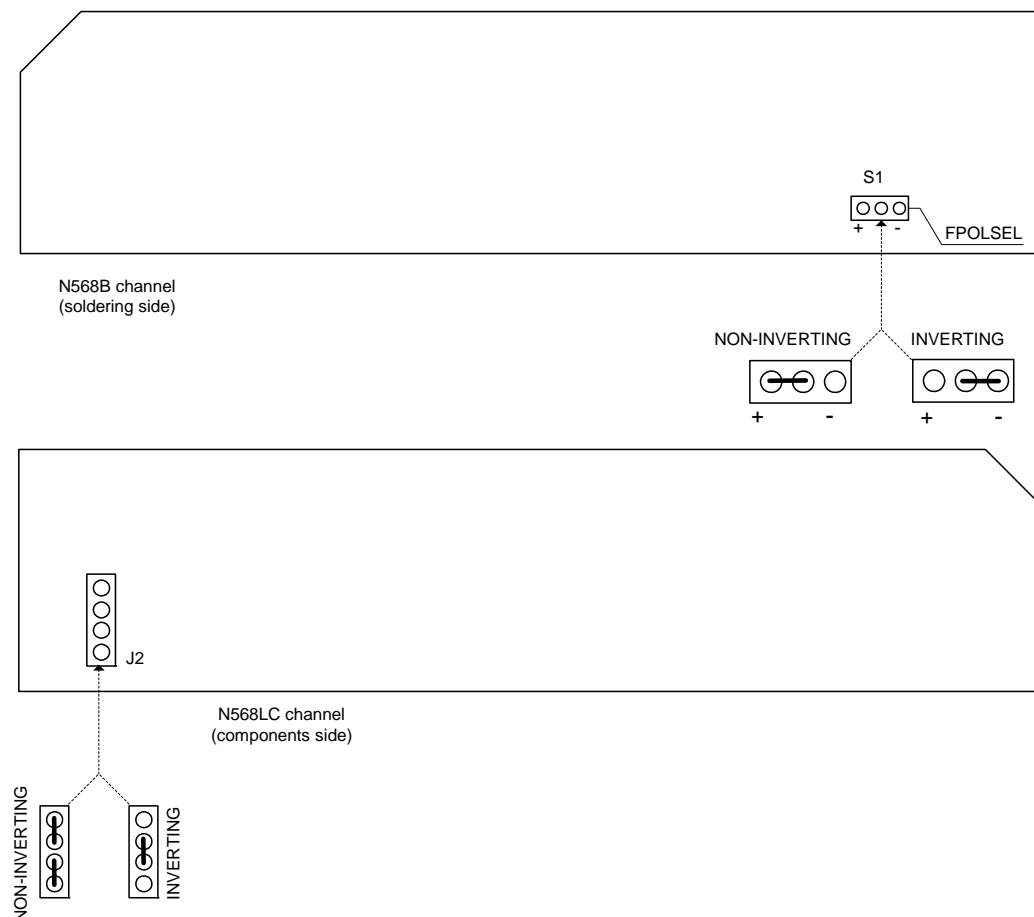 S1
+ -
FPOLSEL
N568B channel
(soldering side)
NON-INVERTING
INVERTING
+ -
+ -
J2
N568LC channel
(components side)
NON-INVERTING
INVERTING